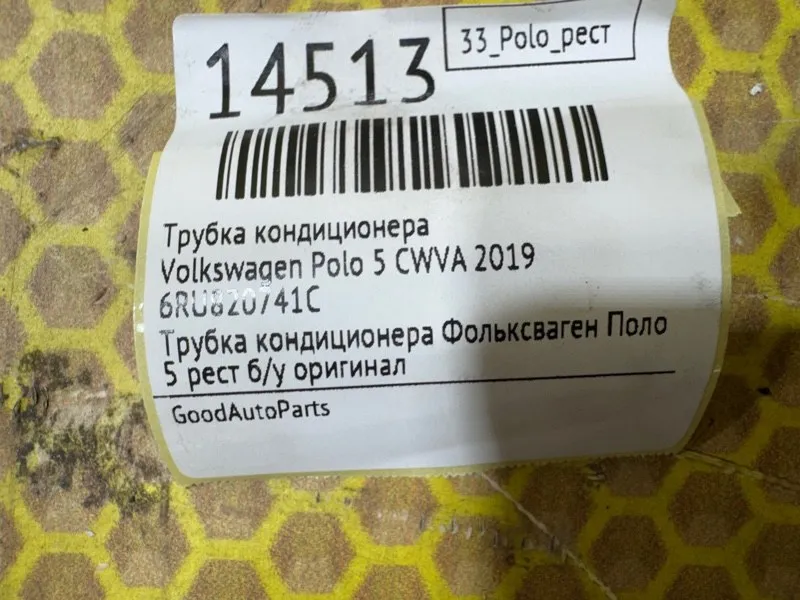 14513
33_Polo_рест
Трубка кондиционера
Volkswagen Polo 5 CWVA 2019
6RU820741C
Трубка кондиционера Фольксваген Поло
5 рест б/у оригинал
GoodAutoParts